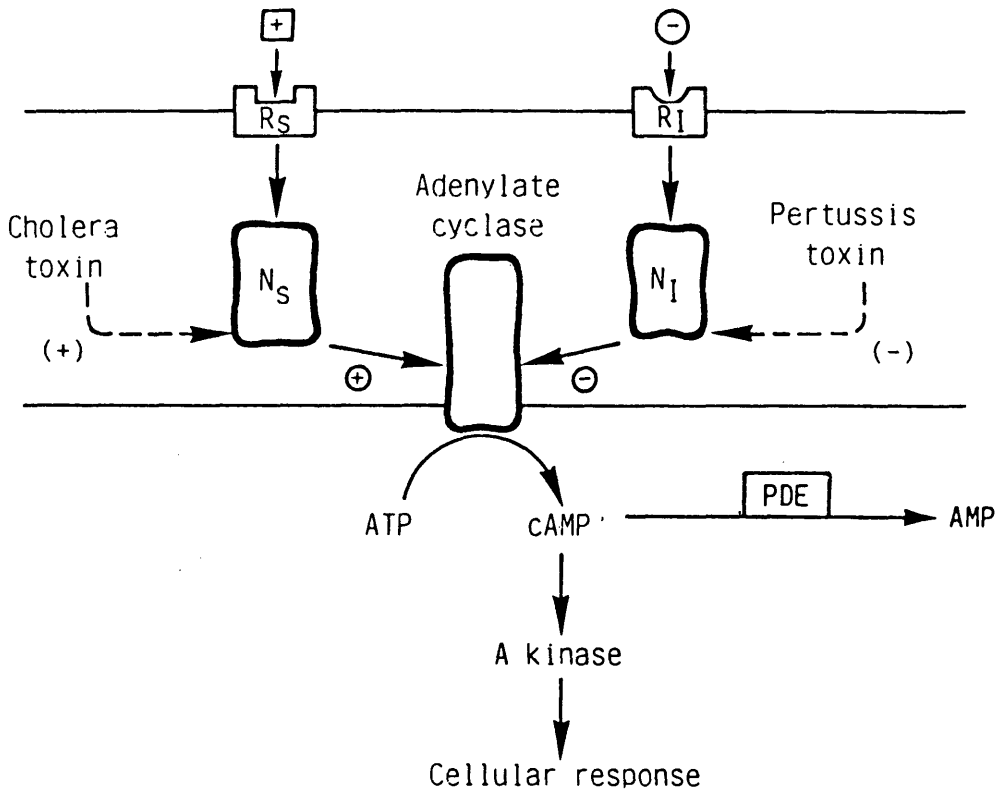 +
−
RS
RI
Adenylate
cyclase
Cholera
toxin
Pertussis
toxin
NS
NI
(+)
+
−
(-)
ATP
cAMP
PDE
AMP
A kinase
Cellular response